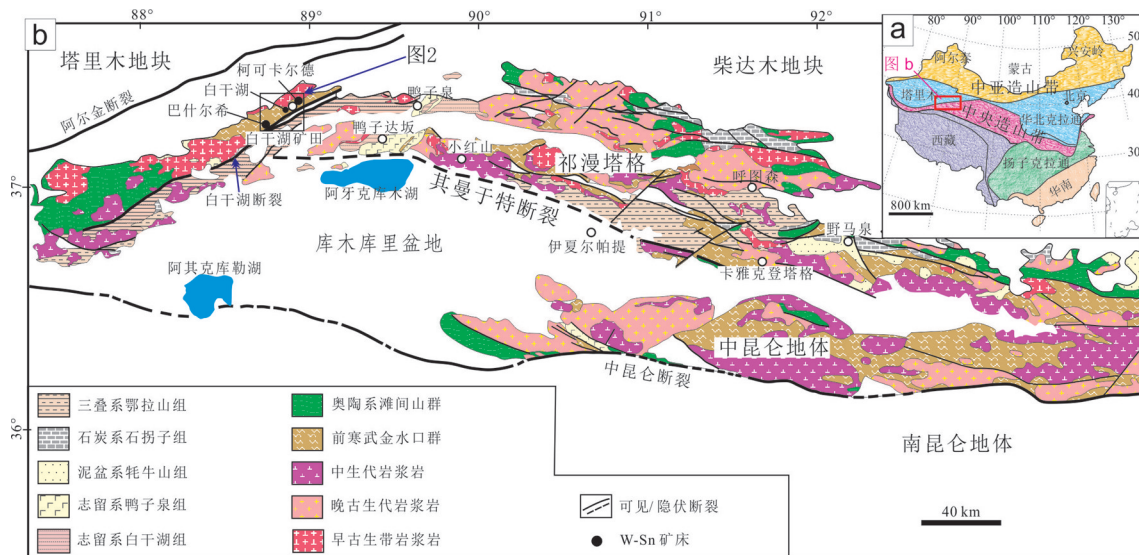 88°
89°
90°
91°
92°
b
塔里木地块
图2
柯可卡尔德
白干湖
巴什尔希
白干湖矿田
阿尔金断裂
鸭子泉
鸭子达坂
小红山
柴达木地块
祁漫塔格
呼图森
白干湖断裂
阿牙克库木湖
其曼于特断裂
库木库里盆地
伊夏尔帕提
野马泉
卡雅克登塔格
阿其克库勒湖
中昆仑地体
中昆仑断裂
南昆仑地体
37°
36°
a
80°
90°
100°
110°
120°
130°
图 b
阿尔泰
蒙古
兴安岭
中亚造山带
塔里木
北京
华北克拉通
中央造山带
西藏
扬子克拉通
华南
50
40
30
800 km
三叠系鄂拉山组
石炭系石拐子组
泥盆系牦牛山组
志留系鸭子泉组
志留系白干湖组
奥陶系滩间山群
前寒武金水口群
中生代岩浆岩
晚古生代岩浆岩
早古生带岩浆岩
可见/隐伏断裂
W-Sn 矿床
40 km